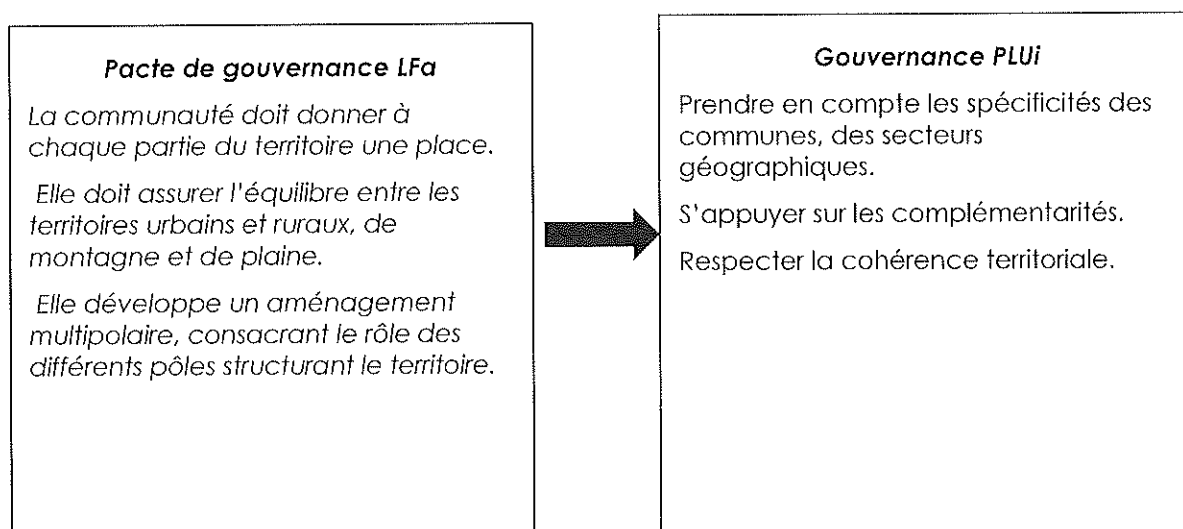 Pacte de gouvernance LFa
La communauté doit donner à
chaque partie du territoire une place.
Elle doit assurer l'équilibre entre les
territoires urbains et ruraux, de
montagne et de plaine.
Elle développe un aménagement
multipolaire, consacrant le rôle des
différents pôles structurant le territoire.
Gouvernance PLUi
Prendre en compte les spécificités des
communes, des secteurs
géographiques.
S'appuyer sur les complémentarités.
Respecter la cohérence territoriale.